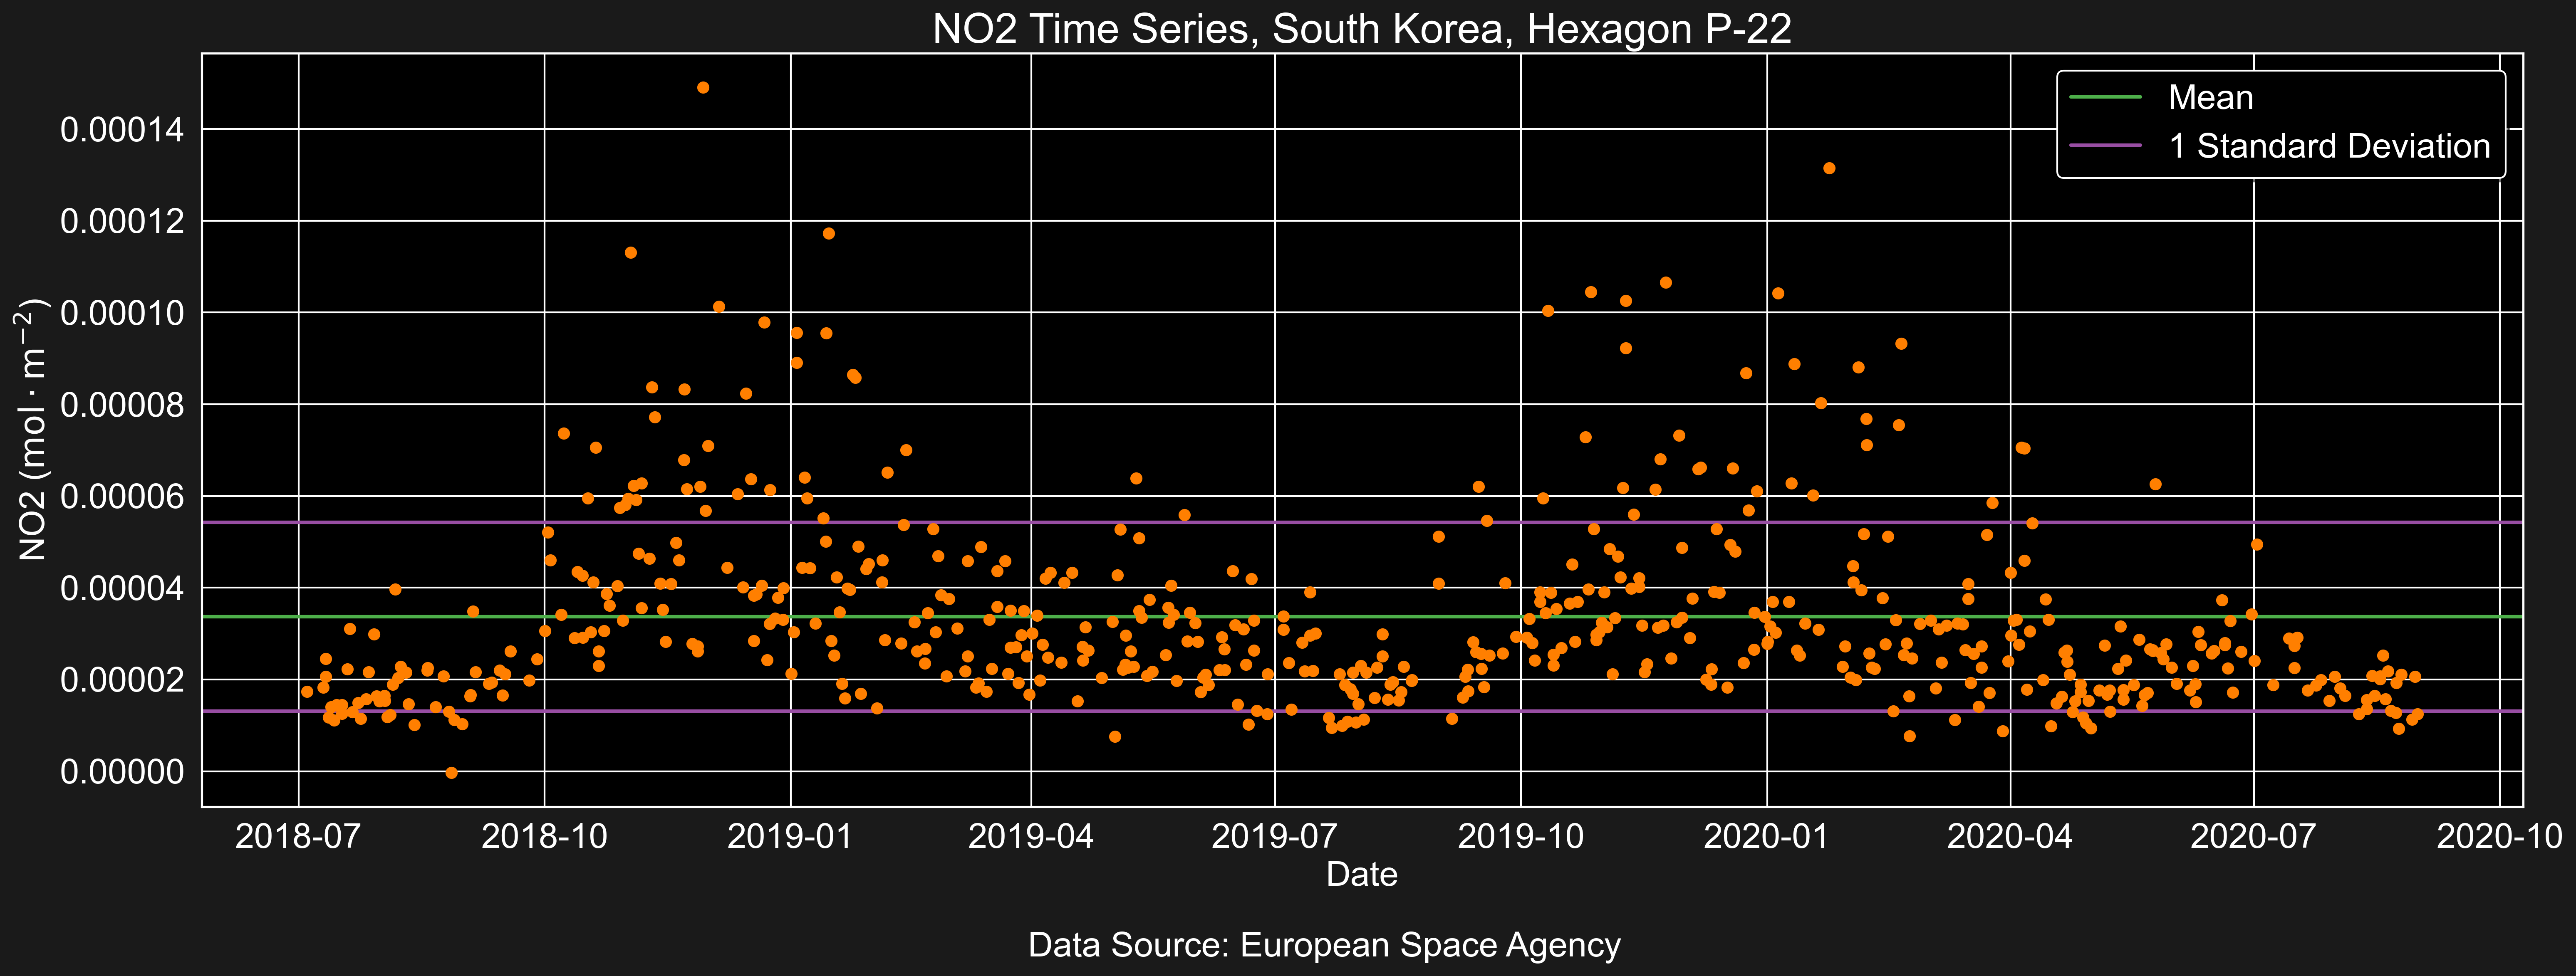 NO2 Time Series, South Korea, Hexagon P-22
Mean
1 Standard Deviation
NO2 (mol · m⁻²)
0.00014
0.00012
0.00010
0.00008
0.00006
0.00004
0.00002
0.00000
2018-07 2018-10 2019-01 2019-04 2019-07 2019-10 2020-01 2020-04 2020-07 2020-10
Date
Data Source: European Space Agency